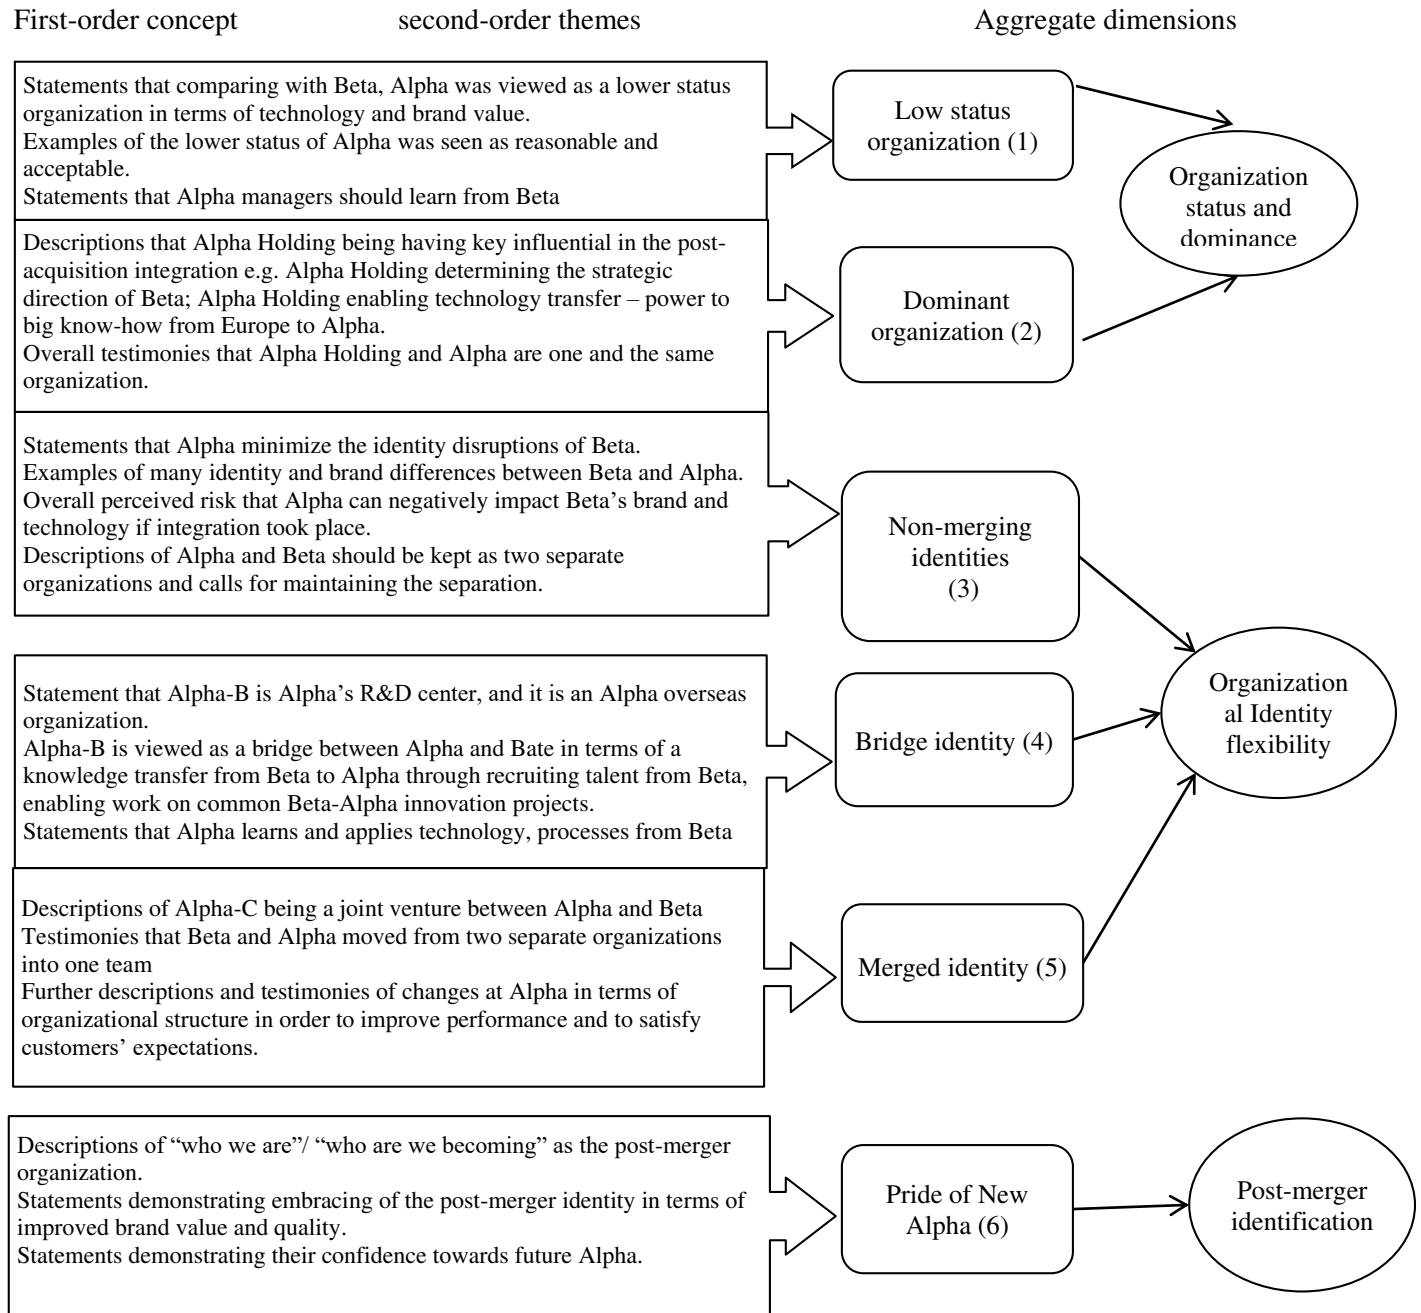 First-order concept second-order themes Aggregate dimensions
Statements that comparing with Beta, Alpha was viewed as a lower status
organization in terms of technology and brand value.
Examples of the lower status of Alpha was seen as reasonable and
acceptable.
Statements that Alpha managers should learn from Beta
Low status
organization (1)
Organization
status and
dominance
Descriptions that Alpha Holding being having key influential in the post-
acquisition integration e.g. Alpha Holding determining the strategic
direction of Beta; Alpha Holding enabling technology transfer – power to
big know-how from Europe to Alpha.
Overall testimonies that Alpha Holding and Alpha are one and the same
organization.
Dominant
organization (2)
Statements that Alpha minimize the identity disruptions of Beta.
Examples of many identity and brand differences between Beta and Alpha.
Overall perceived risk that Alpha can negatively impact Beta’s brand and
technology if integration took place.
Descriptions of Alpha and Beta should be kept as two separate
organizations and calls for maintaining the separation.
Non-merging
identities
(3)
Statement that Alpha-B is Alpha’s R&D center, and it is an Alpha overseas
organization.
Alpha-B is viewed as a bridge between Alpha and Bate in terms of a
knowledge transfer from Beta to Alpha through recruiting talent from Beta,
enabling work on common Beta-Alpha innovation projects.
Statements that Alpha learns and applies technology, processes from Beta
Bridge identity (4)
Organization
al Identity
flexibility
Descriptions of Alpha-C being a joint venture between Alpha and Beta
Testimonies that Beta and Alpha moved from two separate organizations
into one team
Further descriptions and testimonies of changes at Alpha in terms of
organizational structure in order to improve performance and to satisfy
customers’ expectations.
Merged identity (5)
Descriptions of “who we are”/ “who are we becoming” as the post-merger
organization.
Statements demonstrating embracing of the post-merger identity in terms of
improved brand value and quality.
Statements demonstrating their confidence towards future Alpha.
Pride of New
Alpha (6)
Post-merger
identification